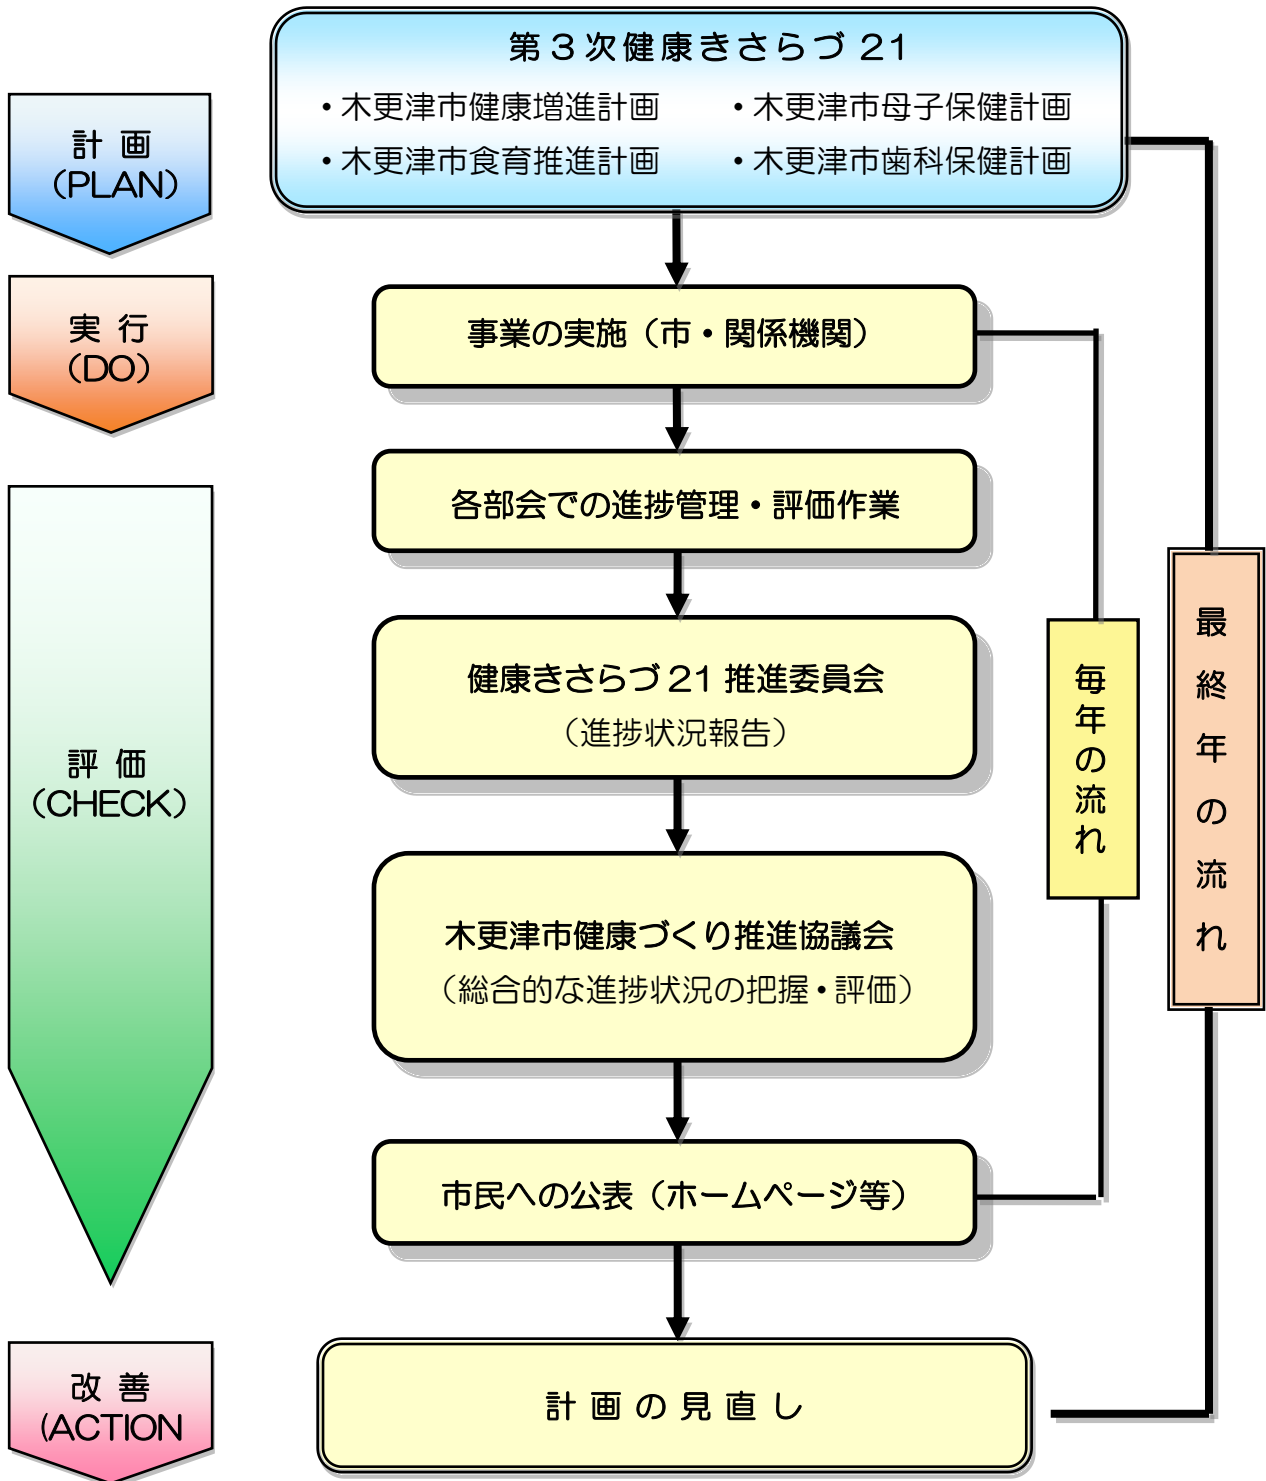 第3次健康きさらづ 21
・木更津市健康増進計画 ・木更津市母子保健計画
・木更津市食育推進計画 ・木更津市歯科保健計画
計 画
(PLAN)
実 行
(DO)
事業の実施（市・関係機関）
各部会での進捗管理・評価作業
健康きさらづ 21 推進委員会
（進捗状況報告）
評 価
(CHECK)
木更津市健康づくり推進協議会
（総合的な進捗状況の把握・評価）
毎年の流れ
最終年の流れ
市民への公表（ホームページ等）
改 善
(ACTION
計画の見直し